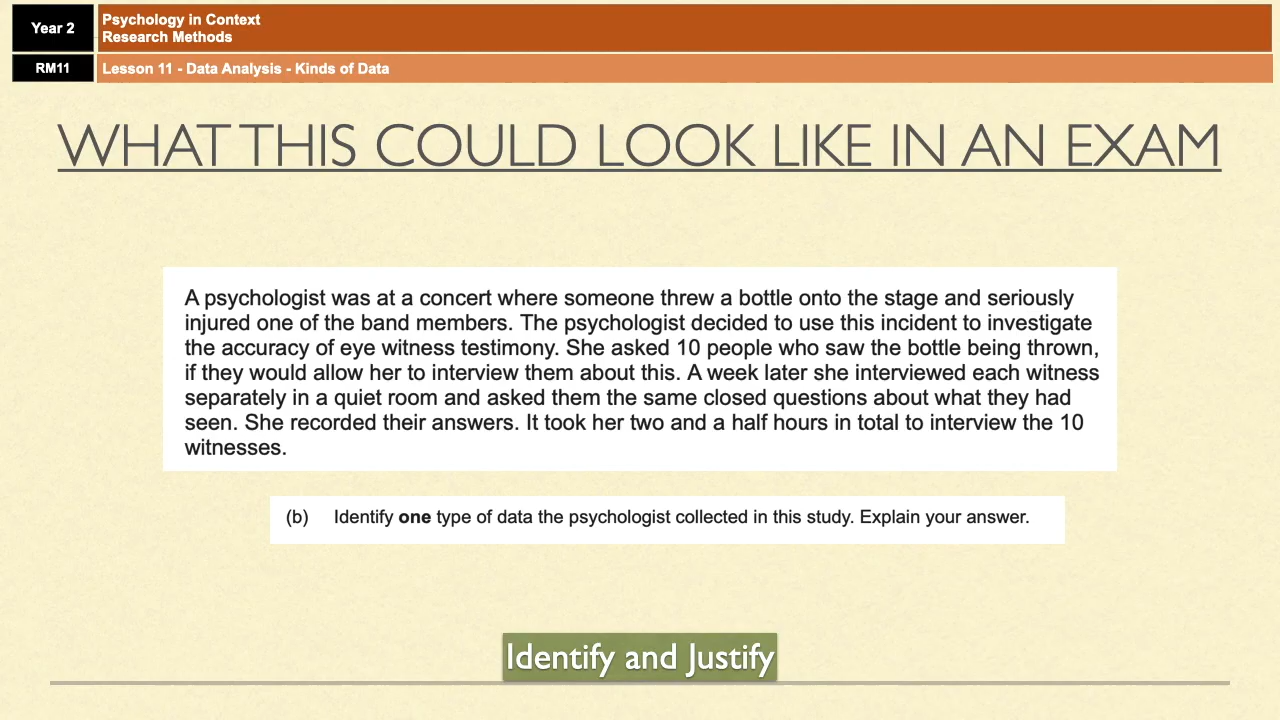 Year 2
Psychology in Context
Research Methods
RM11
Lesson 11 - Data Analysis - Kinds of Data
WHAT THIS COULD LOOK LIKE IN AN EXAM
A psychologist was at a concert where someone threw a bottle onto the stage and seriously
injured one of the band members. The psychologist decided to use this incident to investigate
the accuracy of eye witness testimony. She asked 10 people who saw the bottle being thrown,
if they would allow her to interview them about this. A week later she interviewed each witness
separately in a quiet room and asked them the same closed questions about what they had
seen. She recorded their answers. It took her two and a half hours in total to interview the 10
witnesses.
(b) Identify one type of data the psychologist collected in this study. Explain your answer.
Identify and Justify